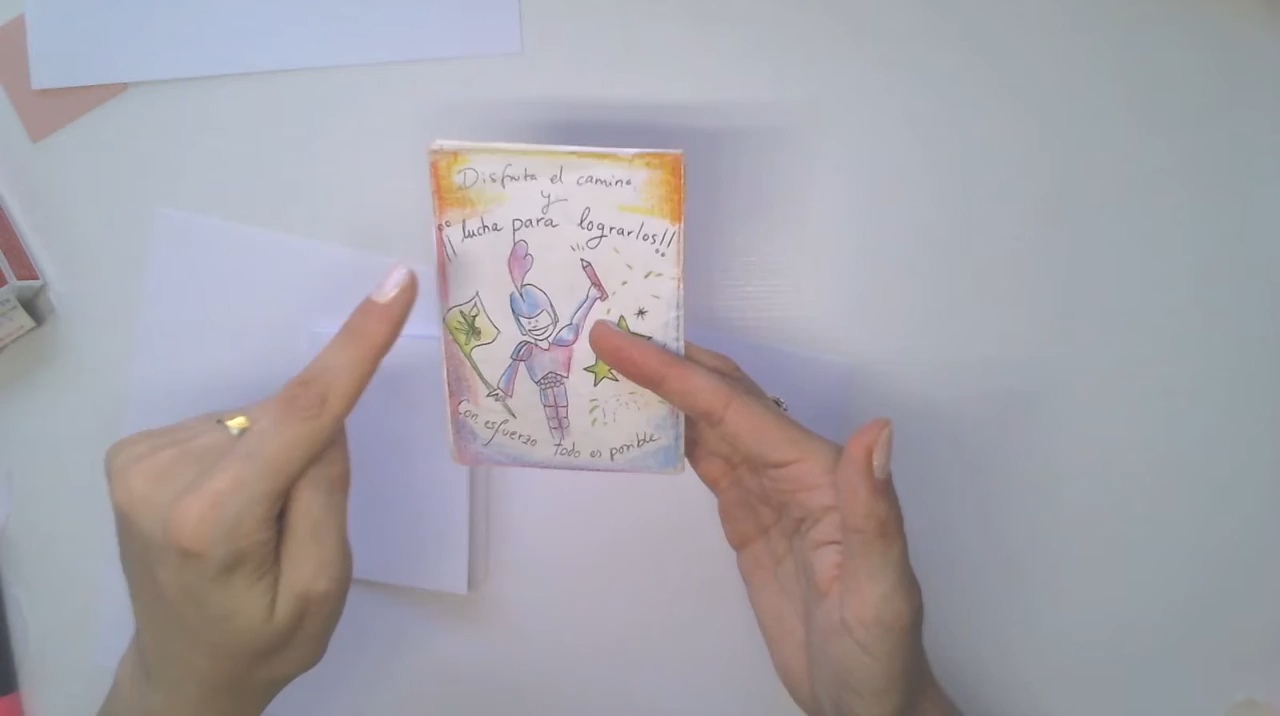 Disfruta el camino
y
¡¡lucha para lograrlos!!
Con esfuerzo todo es posible